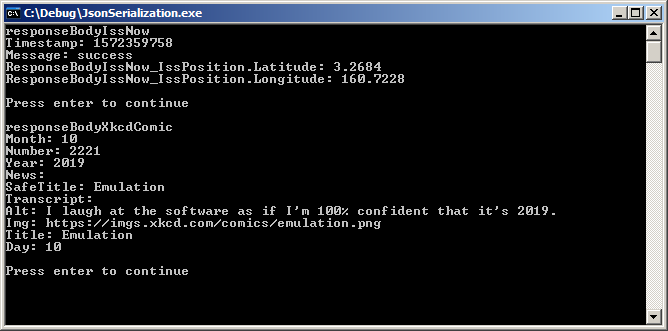 C:\Debug\JsonSerialization.exe
responseBodyIssNow
Timestamp: 1572359758
Message: success
ResponseBodyIssNow_IssPosition.Latitude: 3.2684
ResponseBodyIssNow_IssPosition.Longitude: 160.7228
Press enter to continue
responseBodyXkcdComic
Month: 10
Number: 2221
Year: 2019
News:
SafeTitle: Emulation
Transcript:
Alt: I laugh at the software as if I'm 100% confident that it's 2019.
Img: https://imgs.xkcd.com/comics/emulation.png
Title: Emulation
Day: 10
Press enter to continue